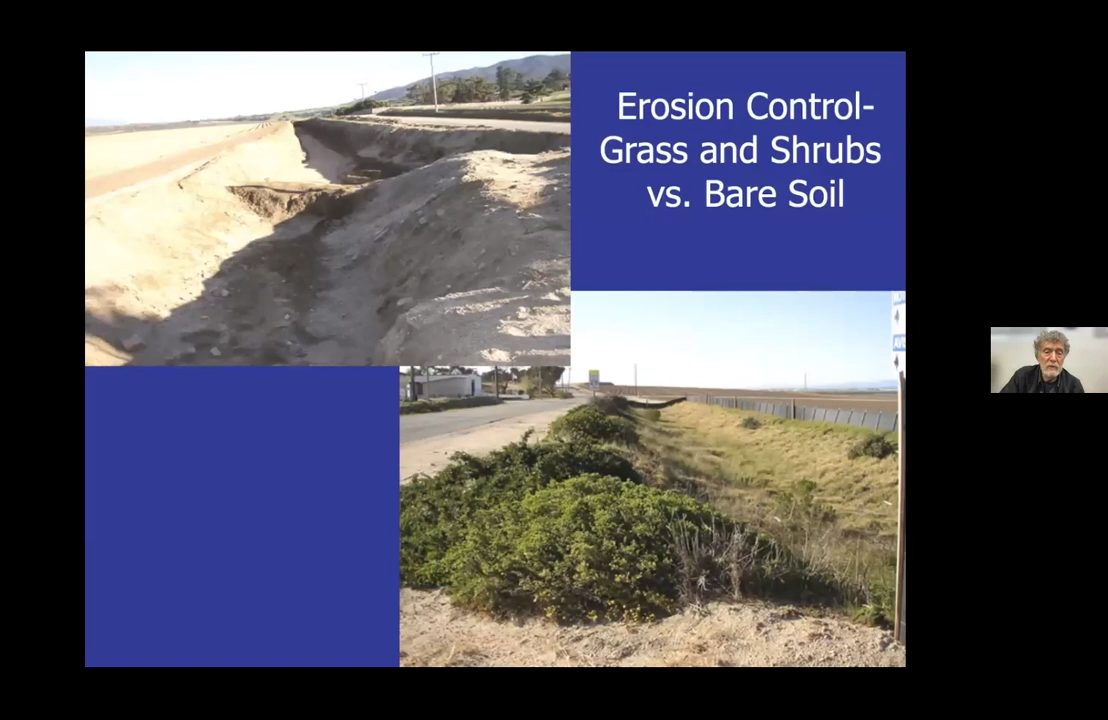 Erosion Control-
Grass and Shrubs
vs. Bare Soil